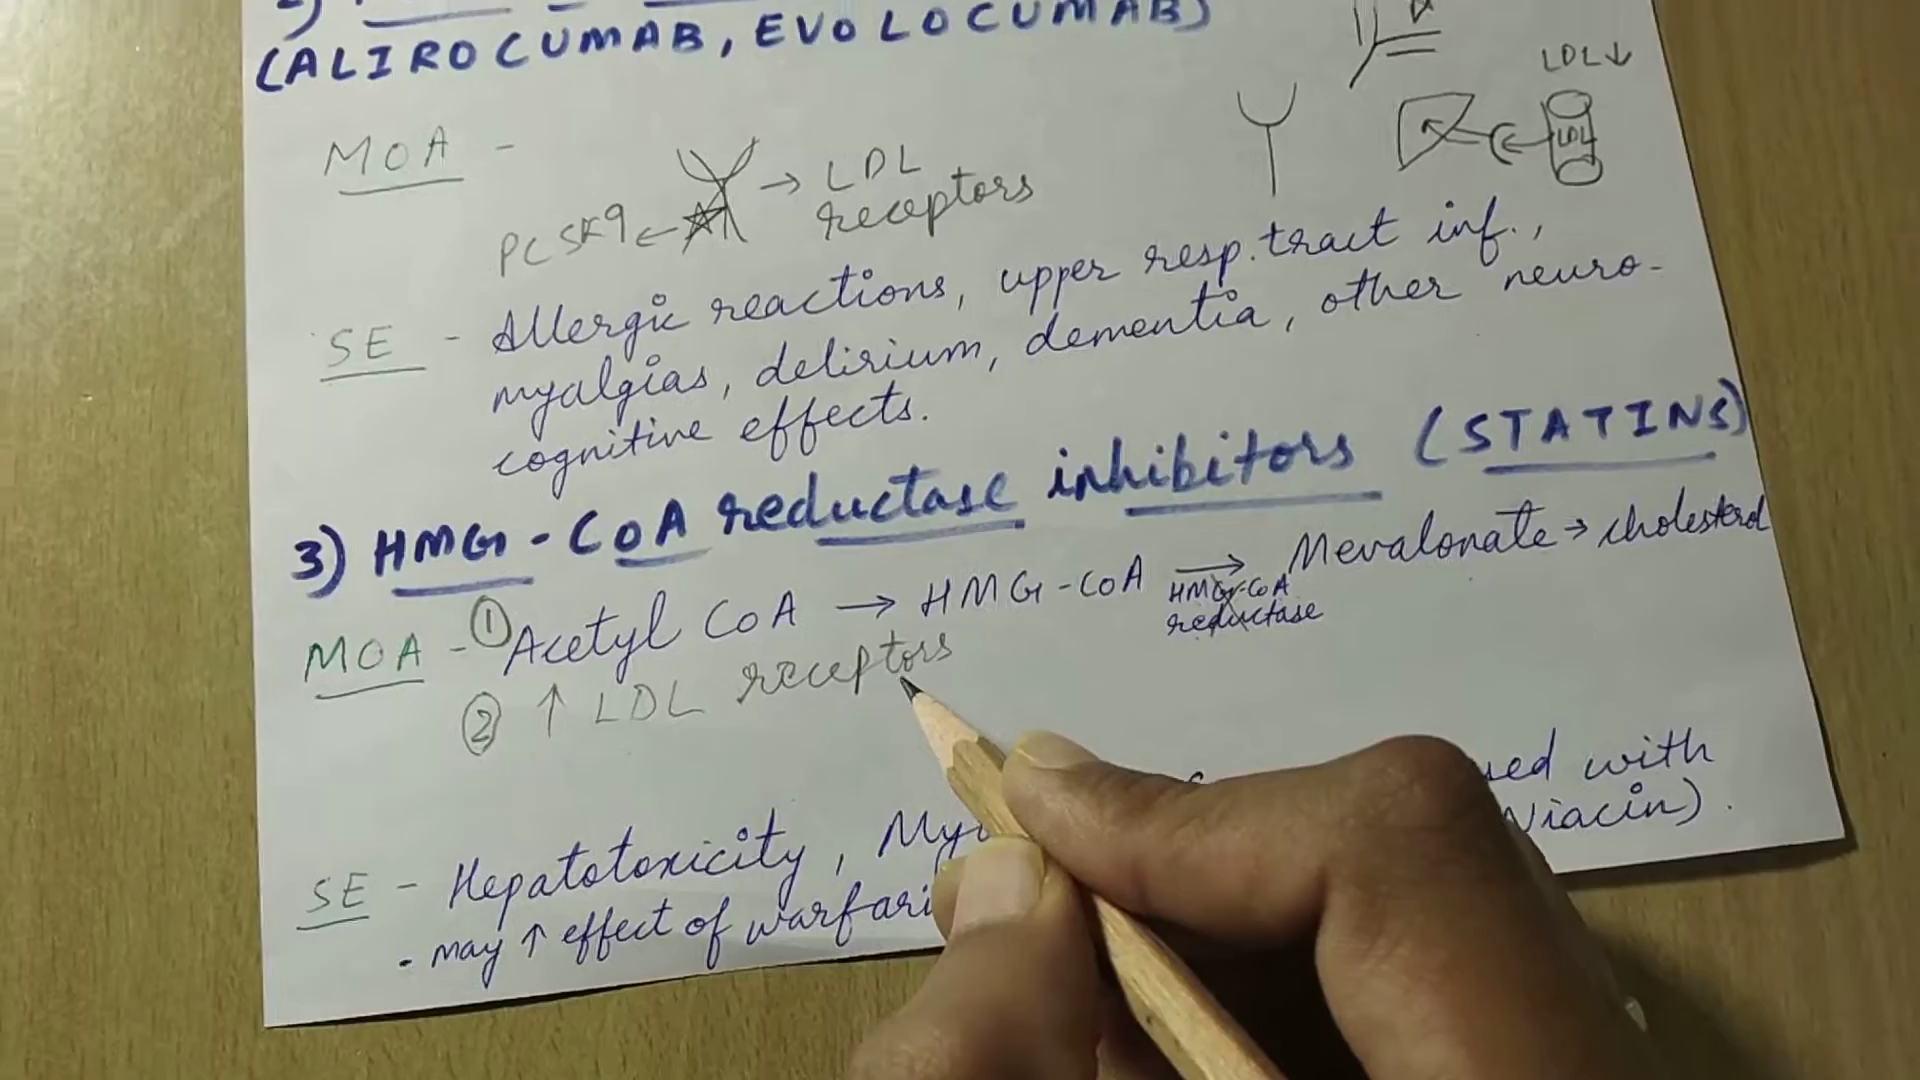 (ALIROCUMAB, EVOLOCUMAB)
LDL↓
LDL
MOA -
→ LDL
receptors
PCSK9 ←
SE - Allergic reactions, upper resp. tract inf.,
myalgias, delirium, dementia, other neuro-
cognitive effects.
3) HMG-CoA reductase inhibitors (STATINS)
MOA - ① Acetyl CoA → HMG-CoA → Mevalonate → cholesterol
HMG-CoA
reductase
② ↑ LDL receptors
with
SE - Hepatotoxicity, Niacin).
• may ↑ effect of